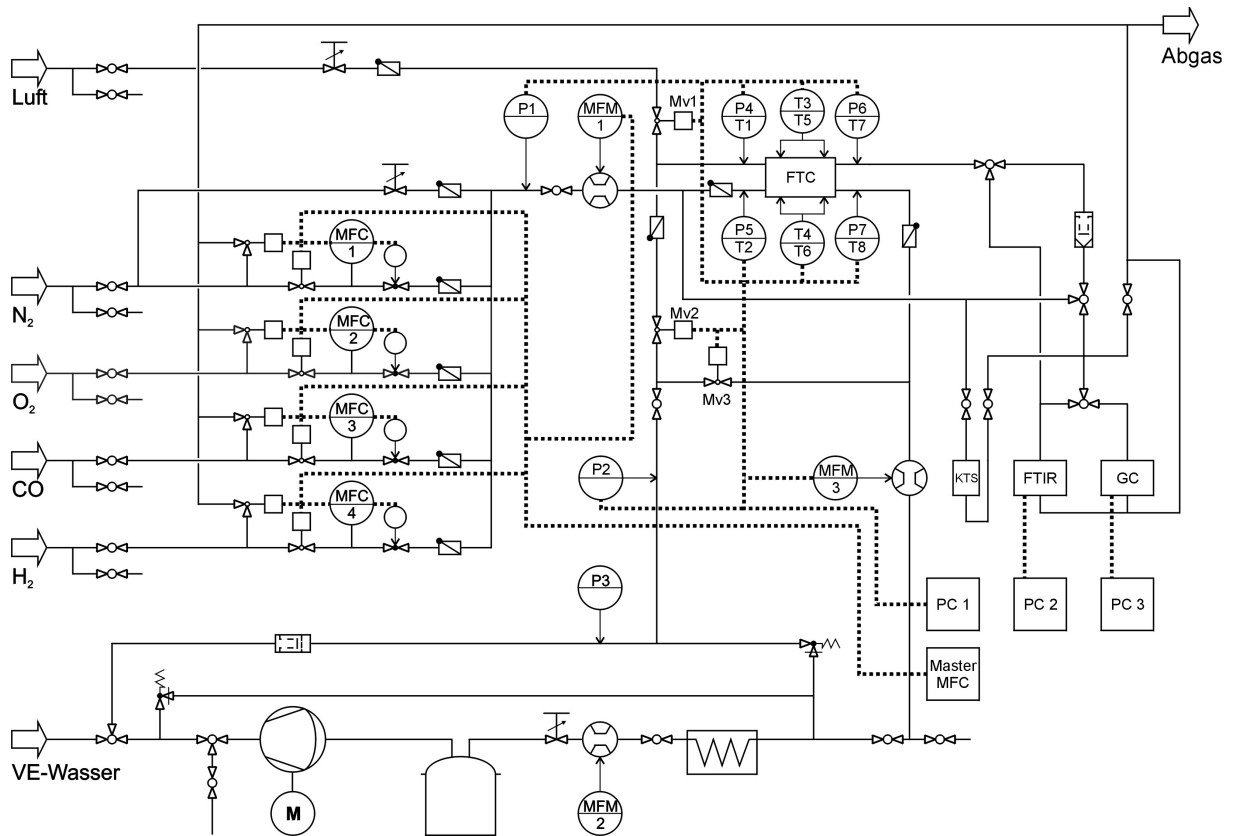 Abgas
Luft
Mv1
P1
MFM
1
P4
T1
T3
T5
P6
T7
FTC
P5
T2
T4
T6
P7
T8
MFC
1
N₂
Mv2
MFC
2
O₂
Mv3
MFC
3
CO
P2
MFM
3
KTS
FTIR
GC
MFC
4
H₂
P3
PC 1
PC 2
PC 3
Master
MFC
VE-Wasser
M
MFM
2